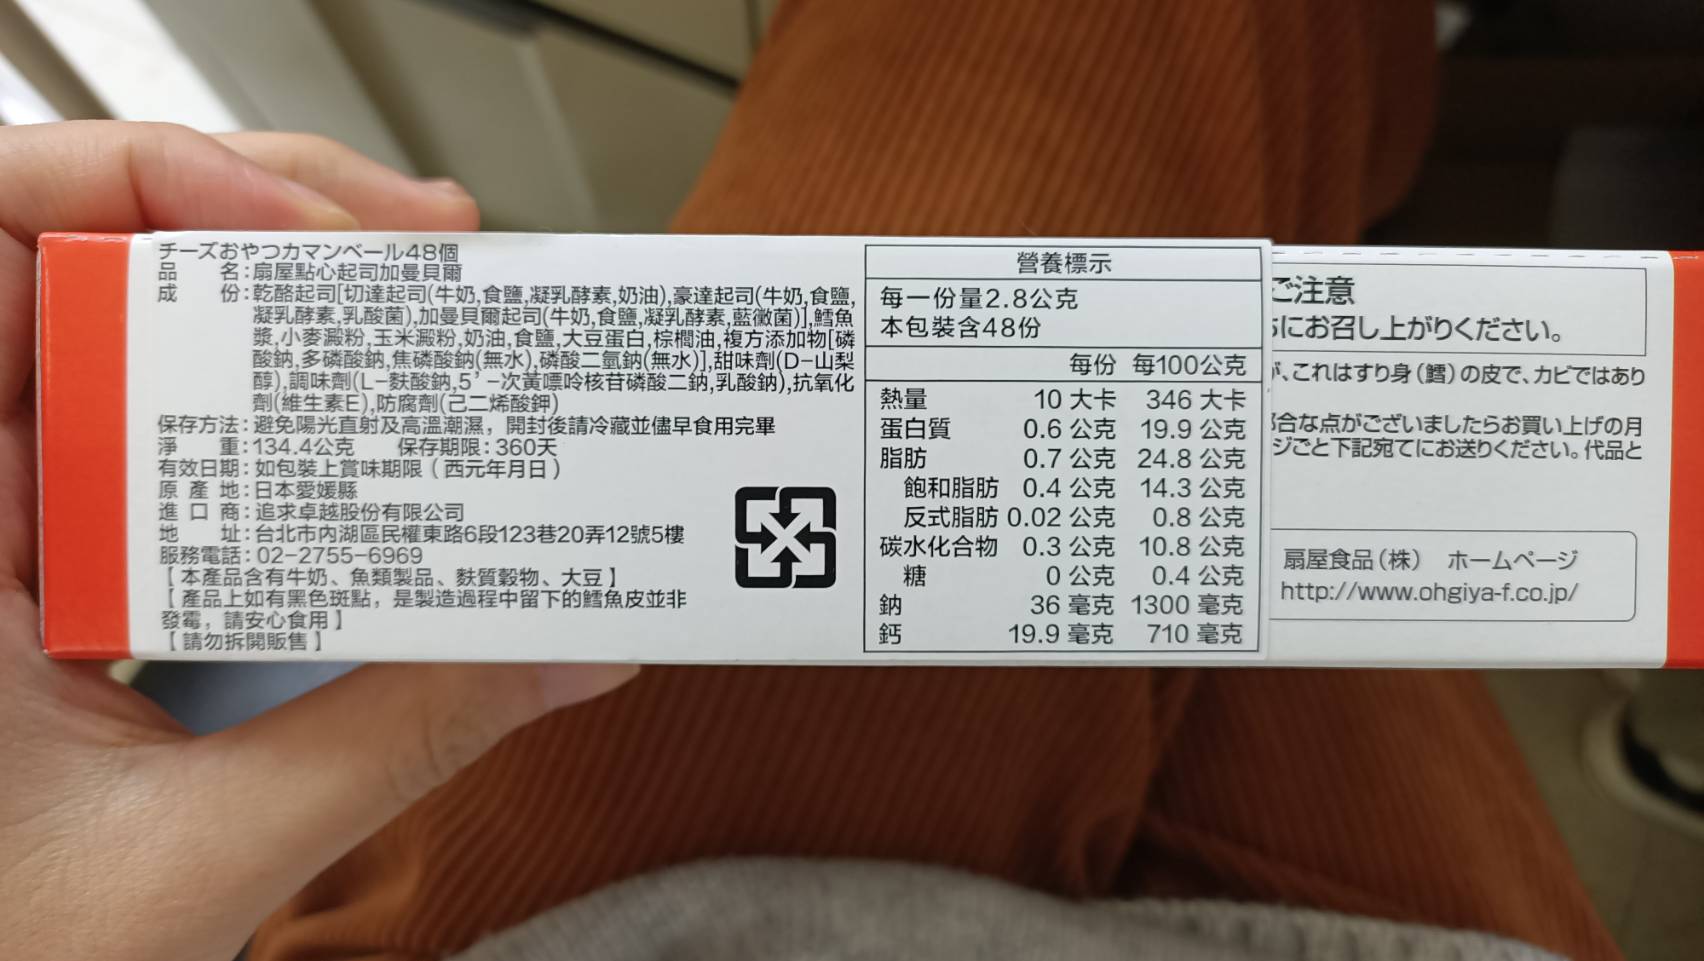 チーズおやつカマンベール48個
品　　名:扇屋點心起司加曼貝爾
成　　份:乾酪起司[切達起司(牛奶,食鹽,凝乳酵素,奶油),豪達起司(牛奶,食鹽,
凝乳酵素,乳酸菌),加曼貝爾起司(牛奶,食鹽,凝乳酵素,藍黴菌)],鱈魚
漿,小麥澱粉,玉米澱粉,奶油,食鹽,大豆蛋白,棕櫚油,複方添加物[磷
酸鈉,多磷酸鈉,焦磷酸鈉(無水),磷酸二氫鈉(無水)],甜味劑(D-山梨
醇),調味劑(L-麩酸鈉,5’-次黃嘌呤核苷磷酸二鈉,乳酸鈉),抗氧化
劑(維生素E),防腐劑(己二烯酸鉀)
保存方法:避免陽光直射及高溫潮濕，開封後請冷藏並儘早食用完畢
淨　　重:134.4公克　　保存期限:360天
有效日期:如包裝上賞味期限（西元年月日）
原 產 地:日本愛媛縣
進 口 商:追求卓越股份有限公司
地　　址:台北市內湖區民權東路6段123巷20弄12號5樓
服務電話:02-2755-6969
【本產品含有牛奶、魚類製品、麩質穀物、大豆】
【產品上如有黑色斑點，是製造過程中留下的鱈魚皮並非
發霉，請安心食用】
【請勿拆開販售】
營養標示
每一份量2.8公克
本包裝含48份
每份 每100公克
熱量 10 大卡 346 大卡
蛋白質 0.6 公克 19.9 公克
脂肪 0.7 公克 24.8 公克
飽和脂肪 0.4 公克 14.3 公克
反式脂肪 0.02 公克 0.8 公克
碳水化合物 0.3 公克 10.8 公克
糖 0 公克 0.4 公克
鈉 36 毫克 1300 毫克
鈣 19.9 毫克 710 毫克
ご注意
にお召し上がりください。
、これはすり身(鱈)の皮で、カビではあり
合な点がございましたらお買い上げの月
ジごと下記宛てにお送りください。代品と
扇屋食品(株)　ホームページ
http://www.ohgiya-f.co.jp/